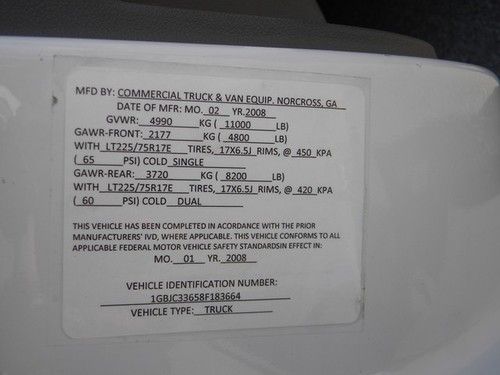 MFD BY: COMMERCIAL TRUCK & VAN EQUIP. NORCROSS, GA
DATE OF MFR: MO. 02 YR. 2008
GVWR: 4990 KG ( 11000 LB)
GAWR-FRONT: 2177 KG ( 4800 LB)
WITH LT225/75R17E TIRES, 17X6.5J RIMS, @ 450 KPA
( 65 PSI) COLD SINGLE
GAWR-REAR: 3720 KG ( 8200 LB)
WITH LT225/75R17E TIRES, 17X6.5J RIMS, @ 420 KPA
( 60 PSI) COLD DUAL
THIS VEHICLE HAS BEEN COMPLETED IN ACORDANCE WITH THE PRIOR
MANUFACTURERS' IVD, WHERE APPLICABLE. THIS VEHICLE CONFORMS TO ALL
APPLICABLE FEDERAL MOTOR VEHICLE SAFETY STANDARDSIN EFFECT IN:
MO. 01 YR. 2008
VEHICLE IDENTIFICATION NUMBER:
1GBJC33658F183664
VEHICLE TYPE: TRUCK